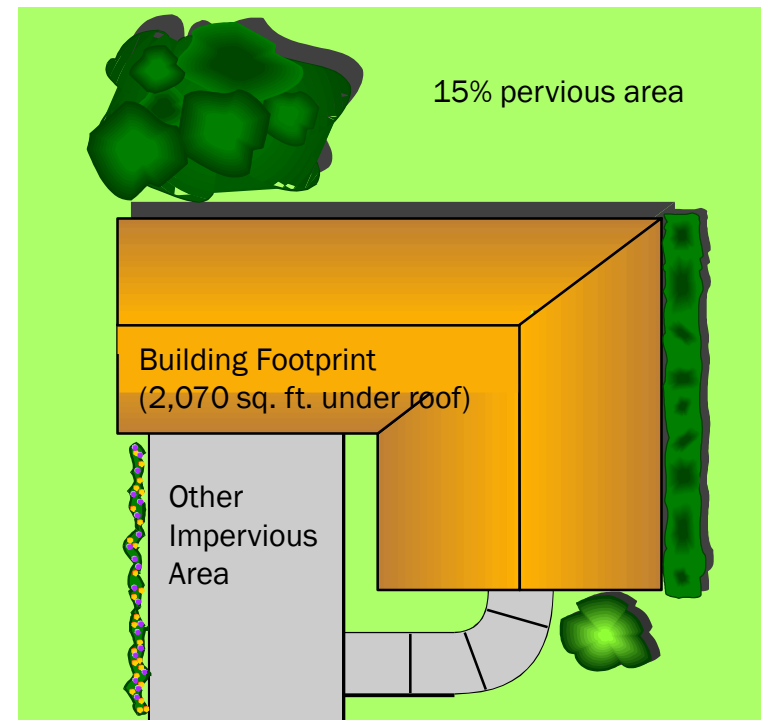 15% pervious area
Building Footprint
(2,070 sq. ft. under roof)
Other
Impervious
Area